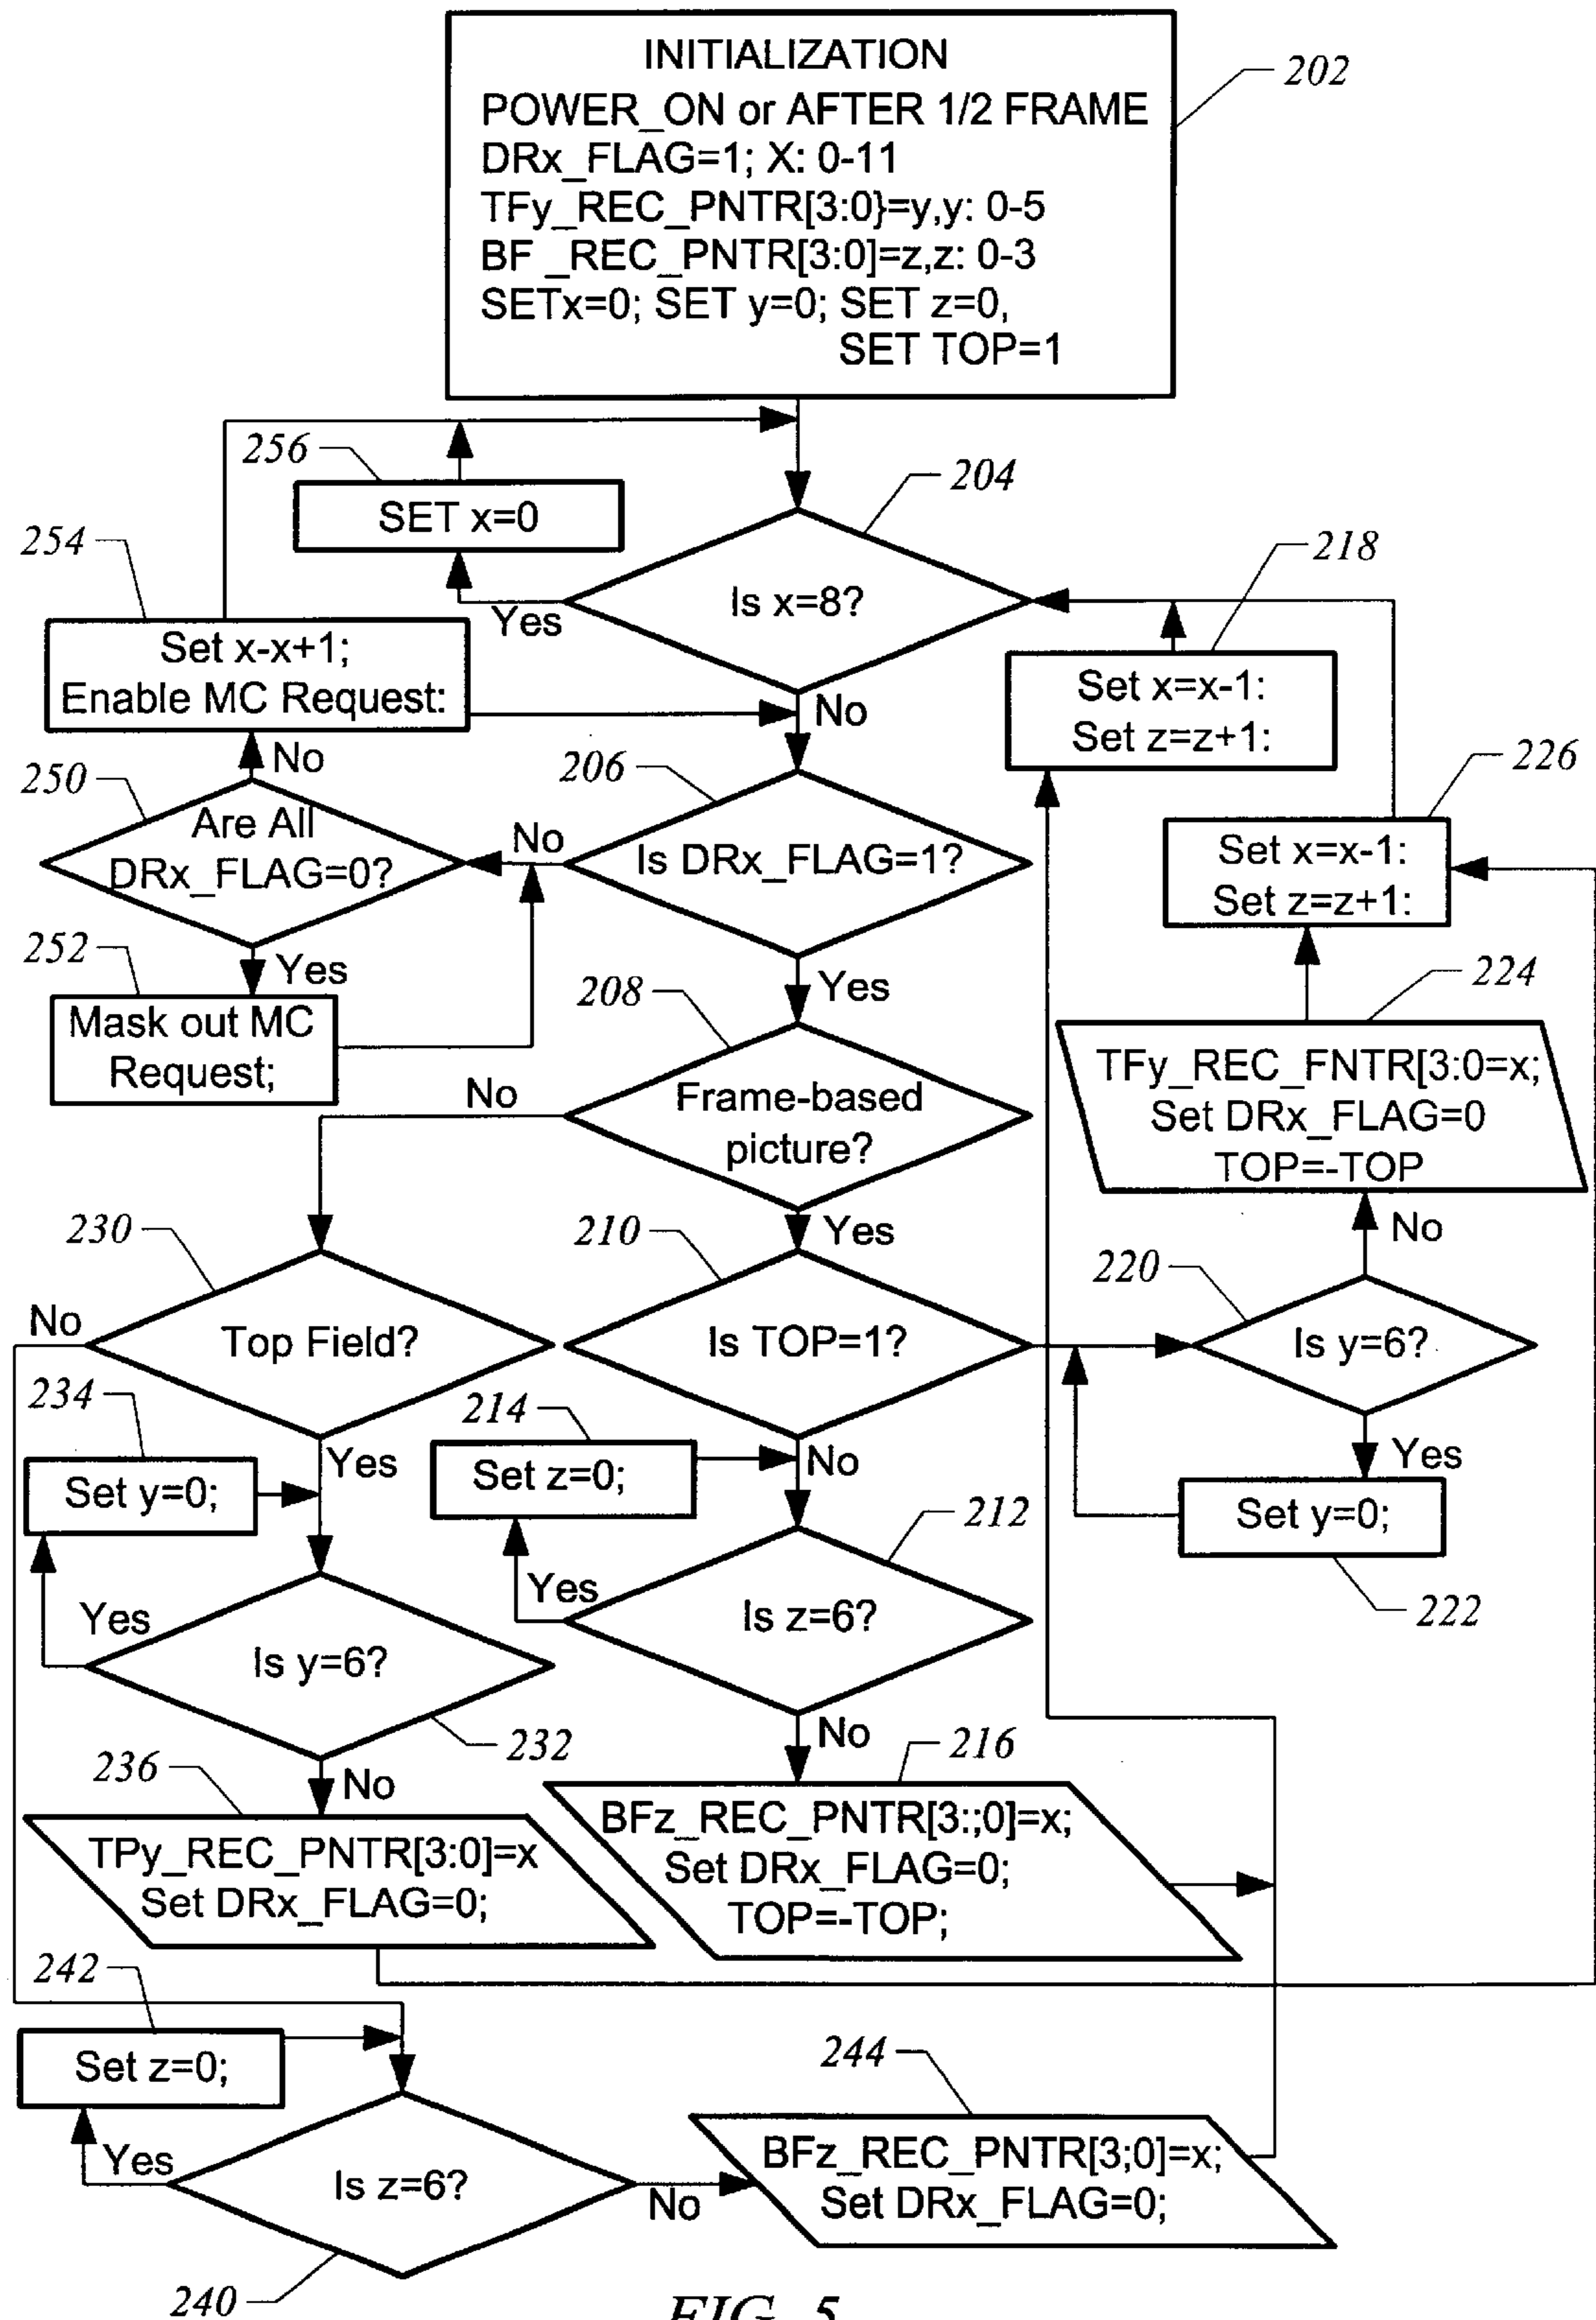 INITIALIZATION
POWER_ON or AFTER 1/2 FRAME
DRx_FLAG=1; X: 0-11
TFy_REC_PNTR[3:0}=y,y: 0-5
BF _REC_PNTR[3:0]=z,z: 0-3
SETx=0; SET y=0; SET z=0,
SET TOP=1
202
256
SET x=0
204
Is x=8?
Yes
No
254
Set x-x+1;
Enable MC Request:
218
Set x=x-1:
Set z=z+1:
No
250
Are All
DRx_FLAG=0?
206
Is DRx_FLAG=1?
No
Yes
226
Set x=x-1:
Set z=z+1:
252
Yes
Mask out MC
Request;
208
Frame-based
picture?
No
Yes
224
TFy_REC_FNTR[3:0=x;
Set DRx_FLAG=0
TOP=-TOP
No
230
Top Field?
No
Yes
210
Is TOP=1?
No
220
Is y=6?
Yes
234
Set y=0;
214
Set z=0;
Set y=0;
222
212
Is z=6?
Yes
No
Yes
Is y=6?
232
No
236
TPy_REC_PNTR[3:0]=x
Set DRx_FLAG=0;
216
BFz_REC_PNTR[3:;0]=x;
Set DRx_FLAG=0;
TOP=-TOP;
242
Set z=0;
Yes
Is z=6?
No
240
244
BFz_REC_PNTR[3;0]=x;
Set DRx_FLAG=0;
FIG. 5